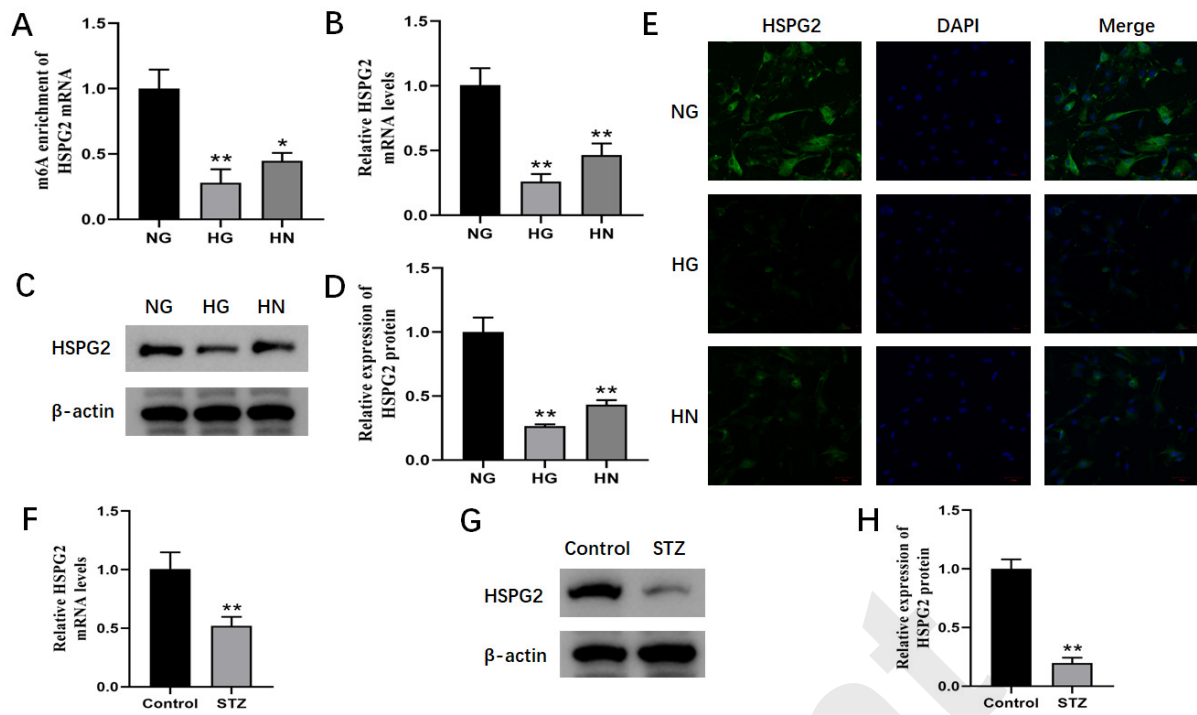 A
m6A enrichment of
HSPG2 mRNA
1.5
1.0
0.5
0.0
**
*
NG HG HN
B
Relative HSPG2
mRNA levels
1.5
1.0
0.5
0.0
**
**
NG HG HN
C
NG HG HN
HSPG2
β-actin
D
Relative expression of
HSPG2 protein
1.5
1.0
0.5
0.0
**
**
NG HG HN
E
HSPG2 DAPI Merge
NG
HG
HN
F
Relative HSPG2
mRNA levels
1.5
1.0
0.5
0.0
**
Control STZ
G
Control STZ
HSPG2
β-actin
H
Relative expression of
HSPG2 protein
1.5
1.0
0.5
0.0
**
Control STZ